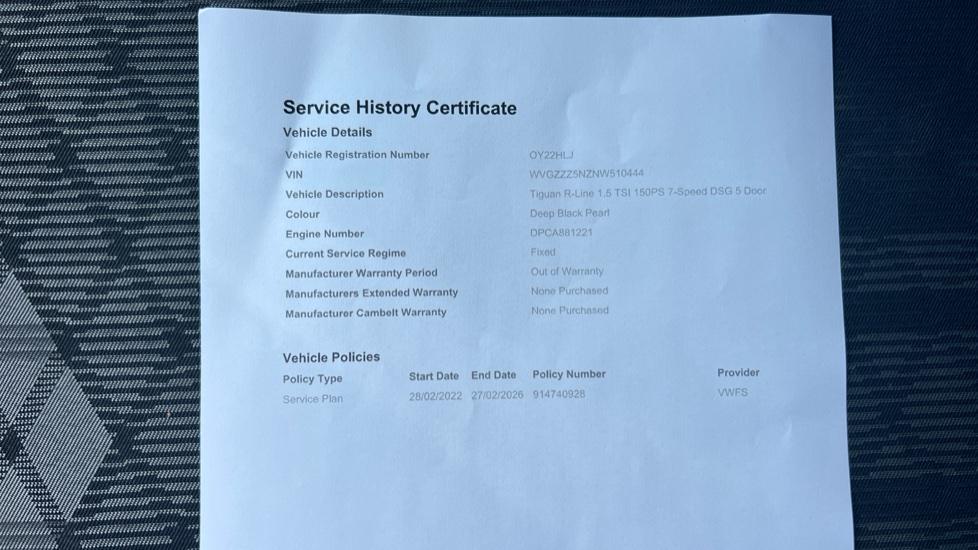 Service History Certificate
Vehicle Details
Vehicle Registration Number OY22HLJ
VIN WVGZZZ5NZNW510444
Vehicle Description Tiguan R-Line 1.5 TSI 150PS 7-Speed DSG 5 Door
Colour Deep Black Pearl
Engine Number DPCA881221
Current Service Regime Fixed
Manufacturer Warranty Period Out of Warranty
Manufacturers Extended Warranty None Purchased
Manufacturer Cambelt Warranty None Purchased
Vehicle Policies
Policy Type Start Date End Date Policy Number Provider
Service Plan 28/02/2022 27/02/2026 914740928 VWFS